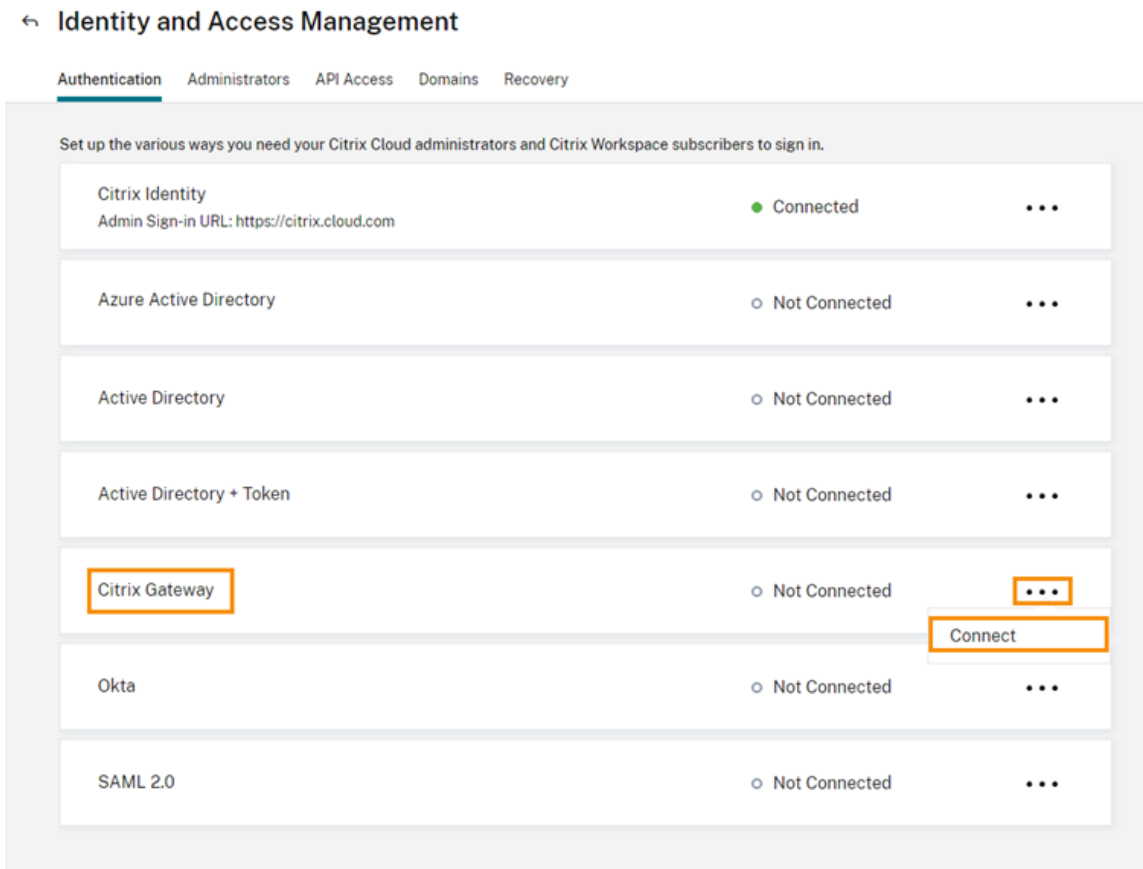 Identity and Access Management
Authentication Administrators API Access Domains Recovery
Set up the various ways you need your Citrix Cloud administrators and Citrix Workspace subscribers to sign in.
Citrix Identity
Admin Sign-in URL: https://citrix.cloud.com
Connected
Azure Active Directory
Not Connected
Active Directory
Not Connected
Active Directory + Token
Not Connected
Citrix Gateway
Not Connected
Connect
Okta
Not Connected
SAML 2.0
Not Connected